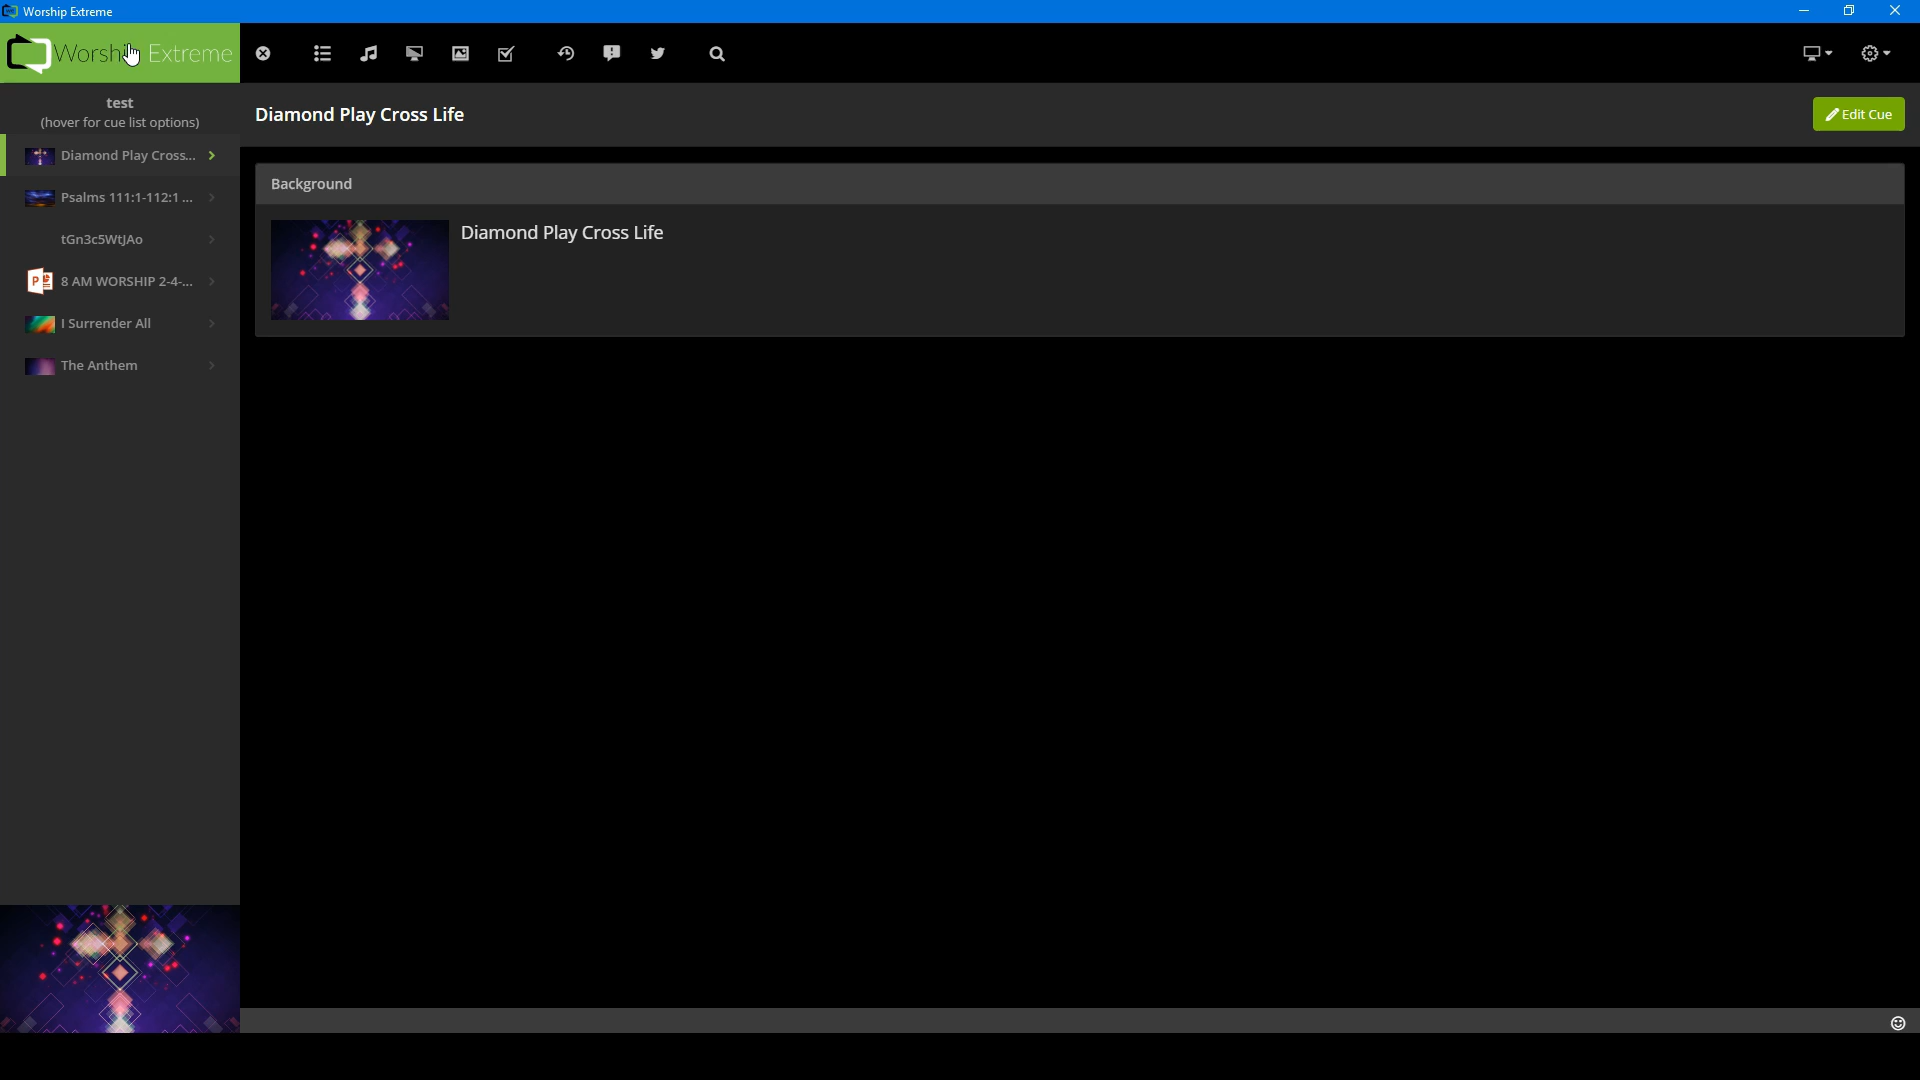 Worship Extreme
Worship Extreme
test
(hover for cue list options)
Diamond Play Cross...
Psalms 111:1-112:1 ...
tGn3c5WtJAo
8 AM WORSHIP 2-4-...
I Surrender All
The Anthem
Diamond Play Cross Life
Edit Cue
Background
Diamond Play Cross Life